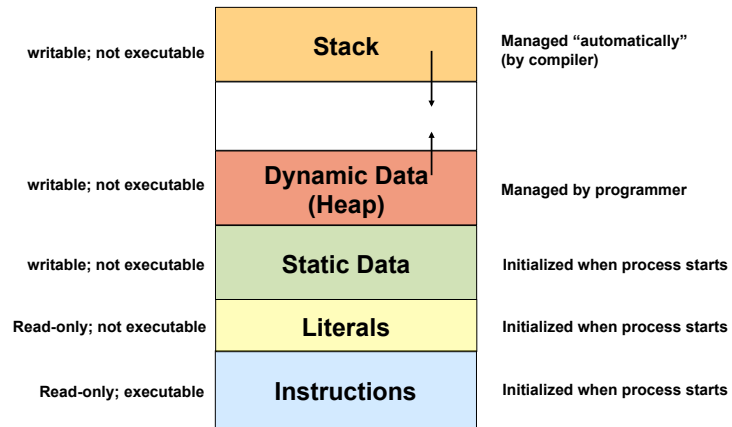 writable; not executable
Stack
Managed “automatically”
(by compiler)
writable; not executable
Dynamic Data
(Heap)
Managed by programmer
writable; not executable
Static Data
Initialized when process starts
Read-only; not executable
Literals
Initialized when process starts
Read-only; executable
Instructions
Initialized when process starts